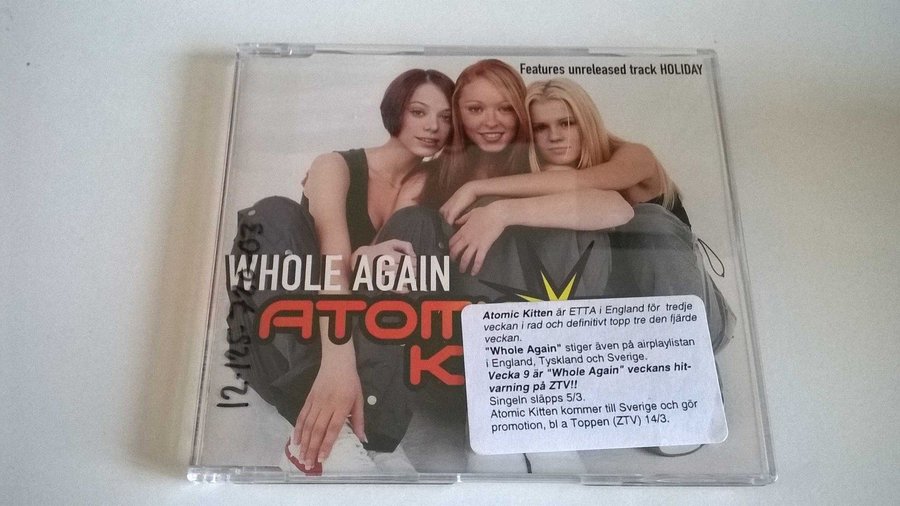 Features unreleased track HOLIDAY
WHOLE AGAIN
ATOMI
K
Atomic Kitten är ETTA i England för tredje
veckan i rad och definitivt topp tre den fjärde
veckan.
"Whole Again" stiger även på airplaylistan
i England, Tyskland och Sverige.
Vecka 9 är "Whole Again" veckans hit-
varning på ZTV!!
Singeln släpps 5/3.
Atomic Kitten kommer till Sverige och gör
promotion, bl a Toppen (ZTV) 14/3.